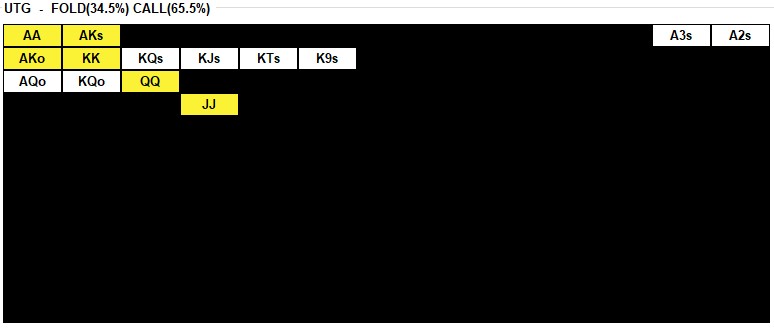 UTG - FOLD(34.5%) CALL(65.5%)
AA AKs A3s A2s
AKo KK KQs KJs KTs K9s
AQo KQo QQ
JJ